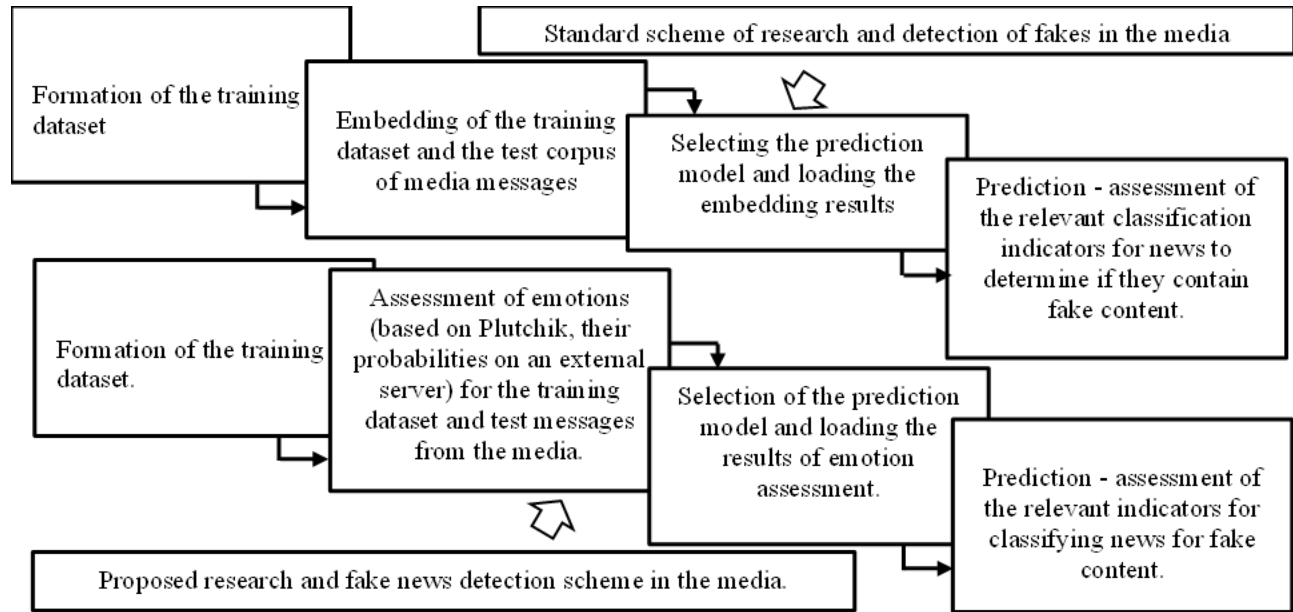 Standard scheme of research and detection of fakes in the media
Formation of the training
dataset
Embedding of the training
dataset and the test corpus
of media messages
Selecting the prediction
model and loading the
embedding results
Prediction - assessment of
the relevant classification
indicators for news to
determine if they contain
fake content.
Formation of the training
dataset.
Assessment of emotions
(based on Plutchik, their
probabilities on an external
server) for the training
dataset and test messages
from the media.
Selection of the prediction
model and loading the
results of emotion
assessment.
Prediction - assessment of
the relevant indicators for
classifying news for fake
content.
Proposed research and fake news detection scheme in the media.